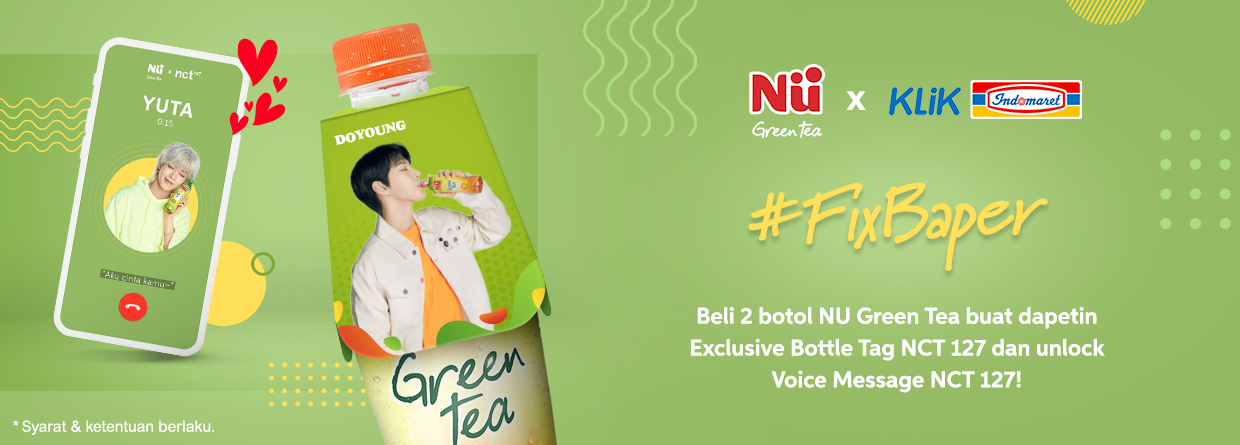 Nü x nct 127
Green Tea
YUTA
0:15
"Aku cinta kamu~"
DOYOUNG
Green
tea
Nü
Green tea
x
KLiK Indomaret
#FixBaper
Beli 2 botol NU Green Tea buat dapetin
Exclusive Bottle Tag NCT 127 dan unlock
Voice Message NCT 127!
* Syarat & ketentuan berlaku.